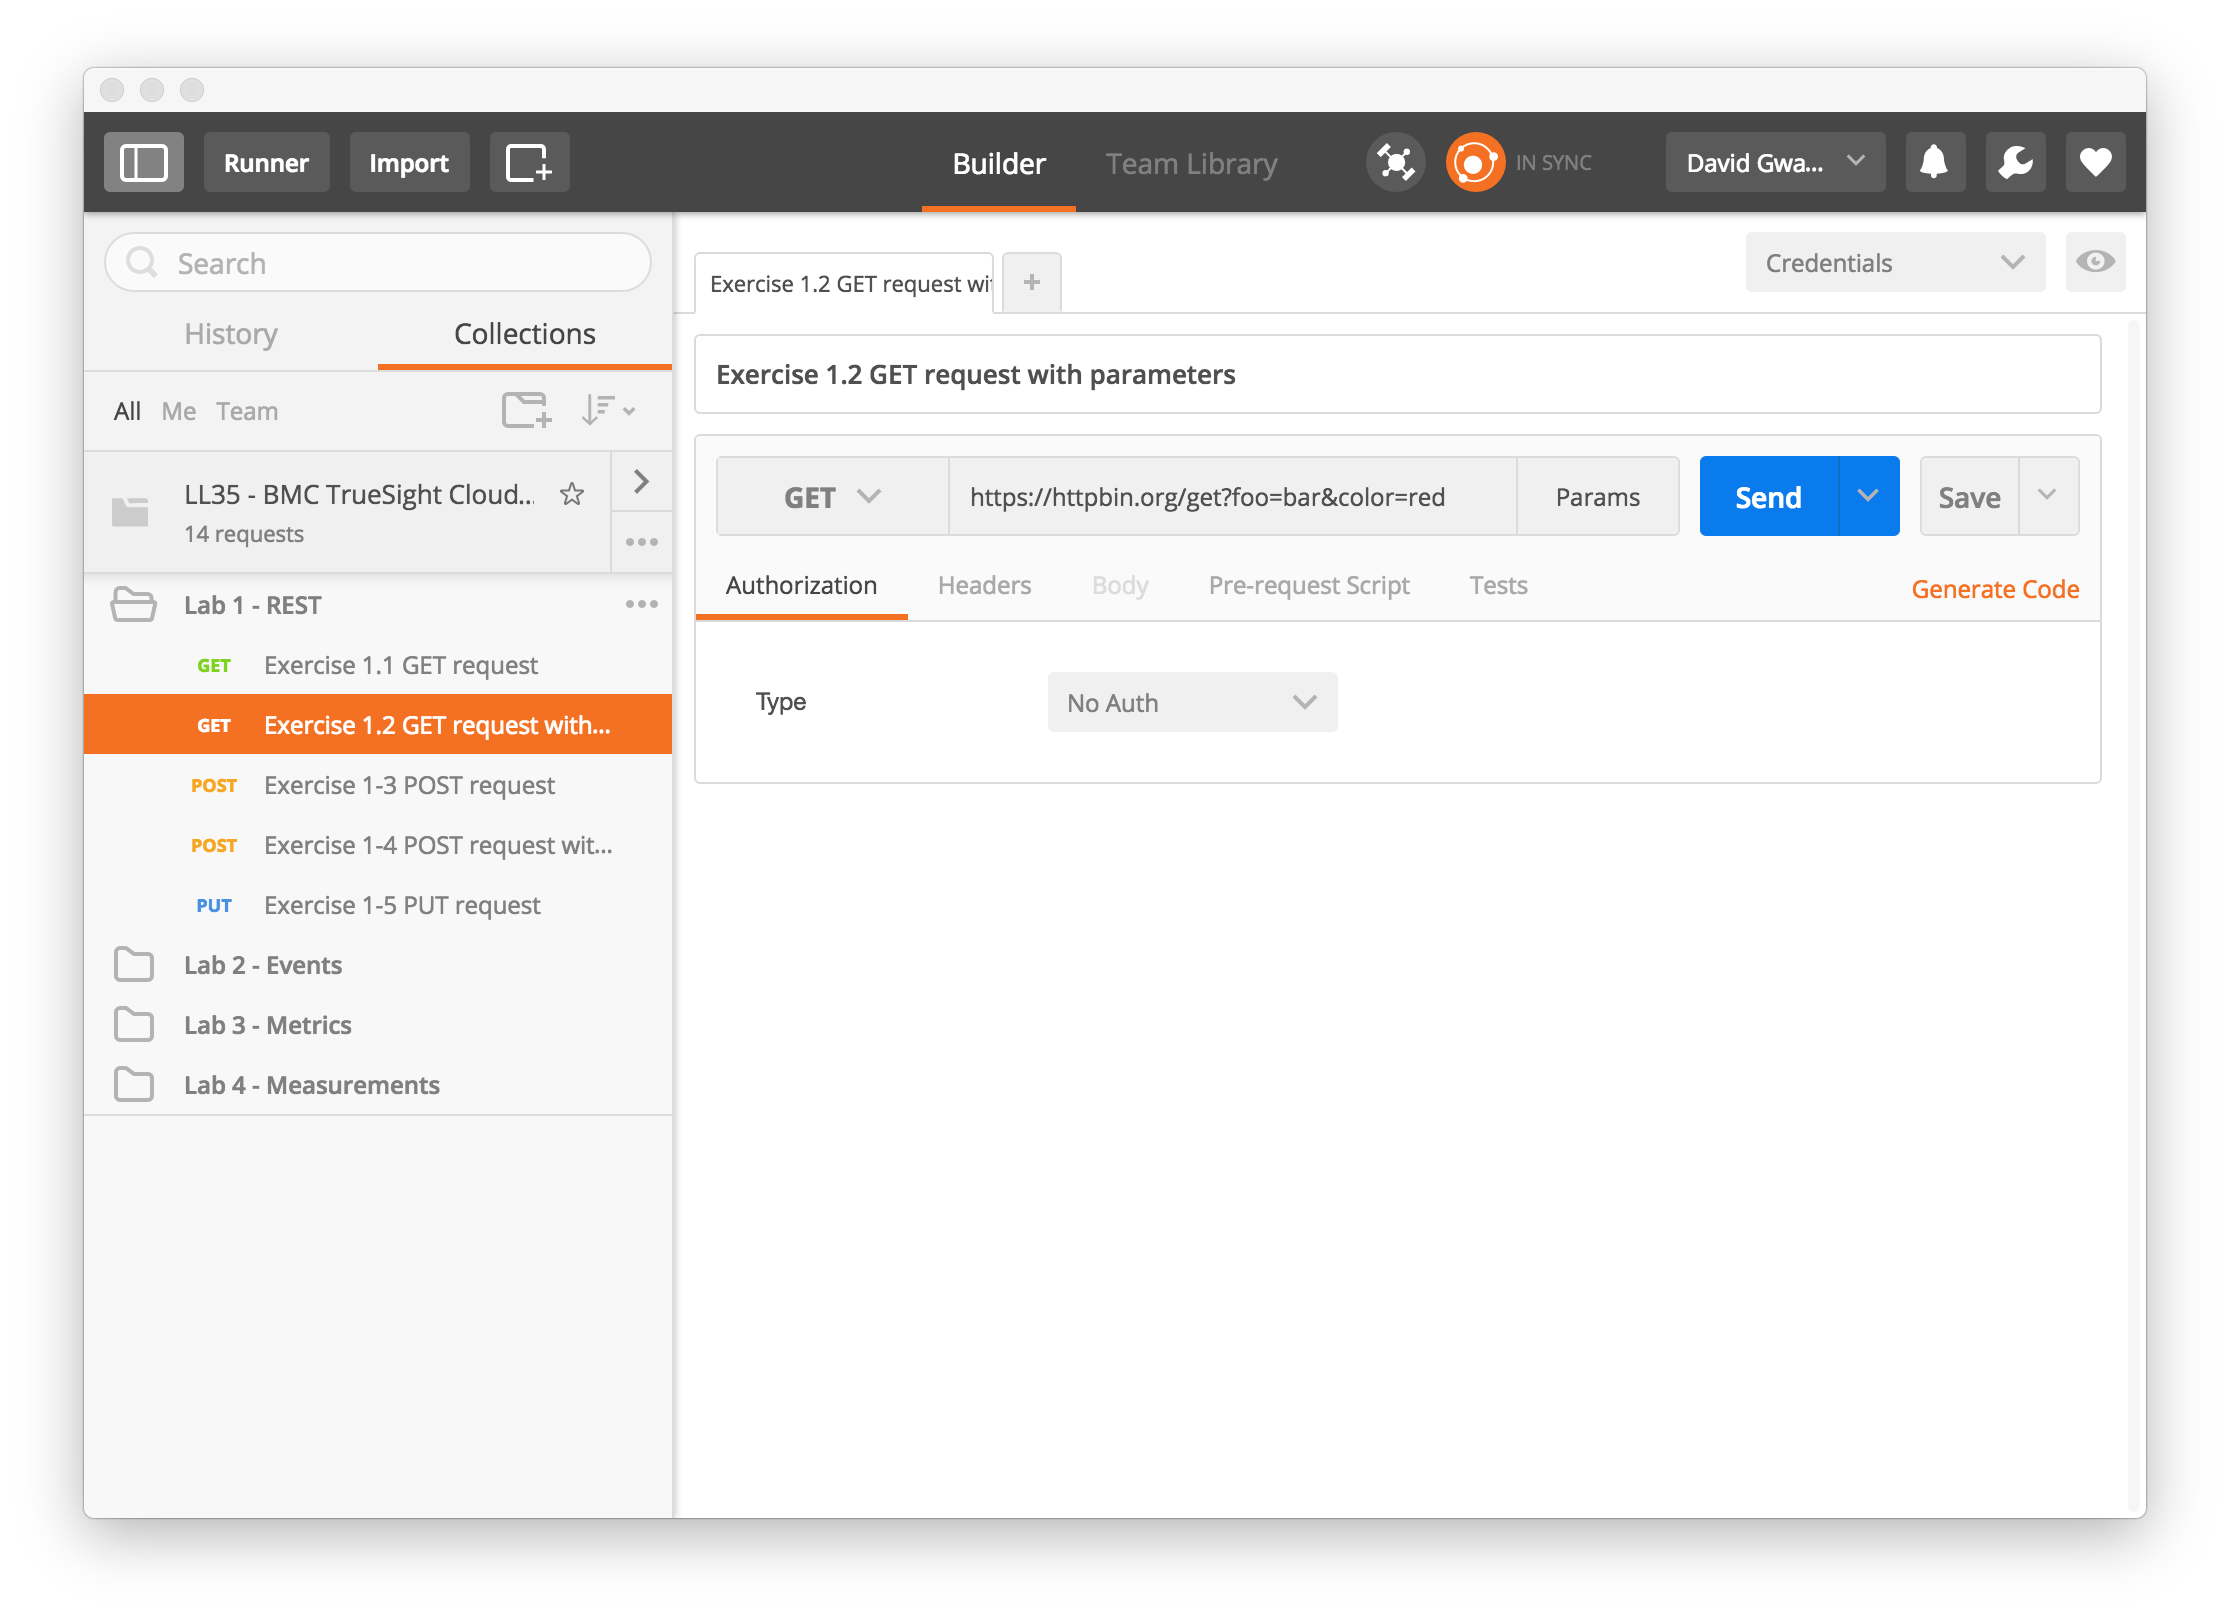 Runner
Import
Builder
Team Library
IN SYNC
David Gwa...
Search
History
Collections
All
Me
Team
LL35 - BMC TrueSight Cloud...
14 requests
Lab 1 - REST
GET Exercise 1.1 GET request
GET Exercise 1.2 GET request with...
POST Exercise 1-3 POST request
POST Exercise 1-4 POST request wit...
PUT Exercise 1-5 PUT request
Lab 2 - Events
Lab 3 - Metrics
Lab 4 - Measurements
Exercise 1.2 GET request wit
Credentials
Exercise 1.2 GET request with parameters
GET
https://httpbin.org/get?foo=bar&color=red
Params
Send
Save
Authorization
Headers
Body
Pre-request Script
Tests
Generate Code
Type
No Auth